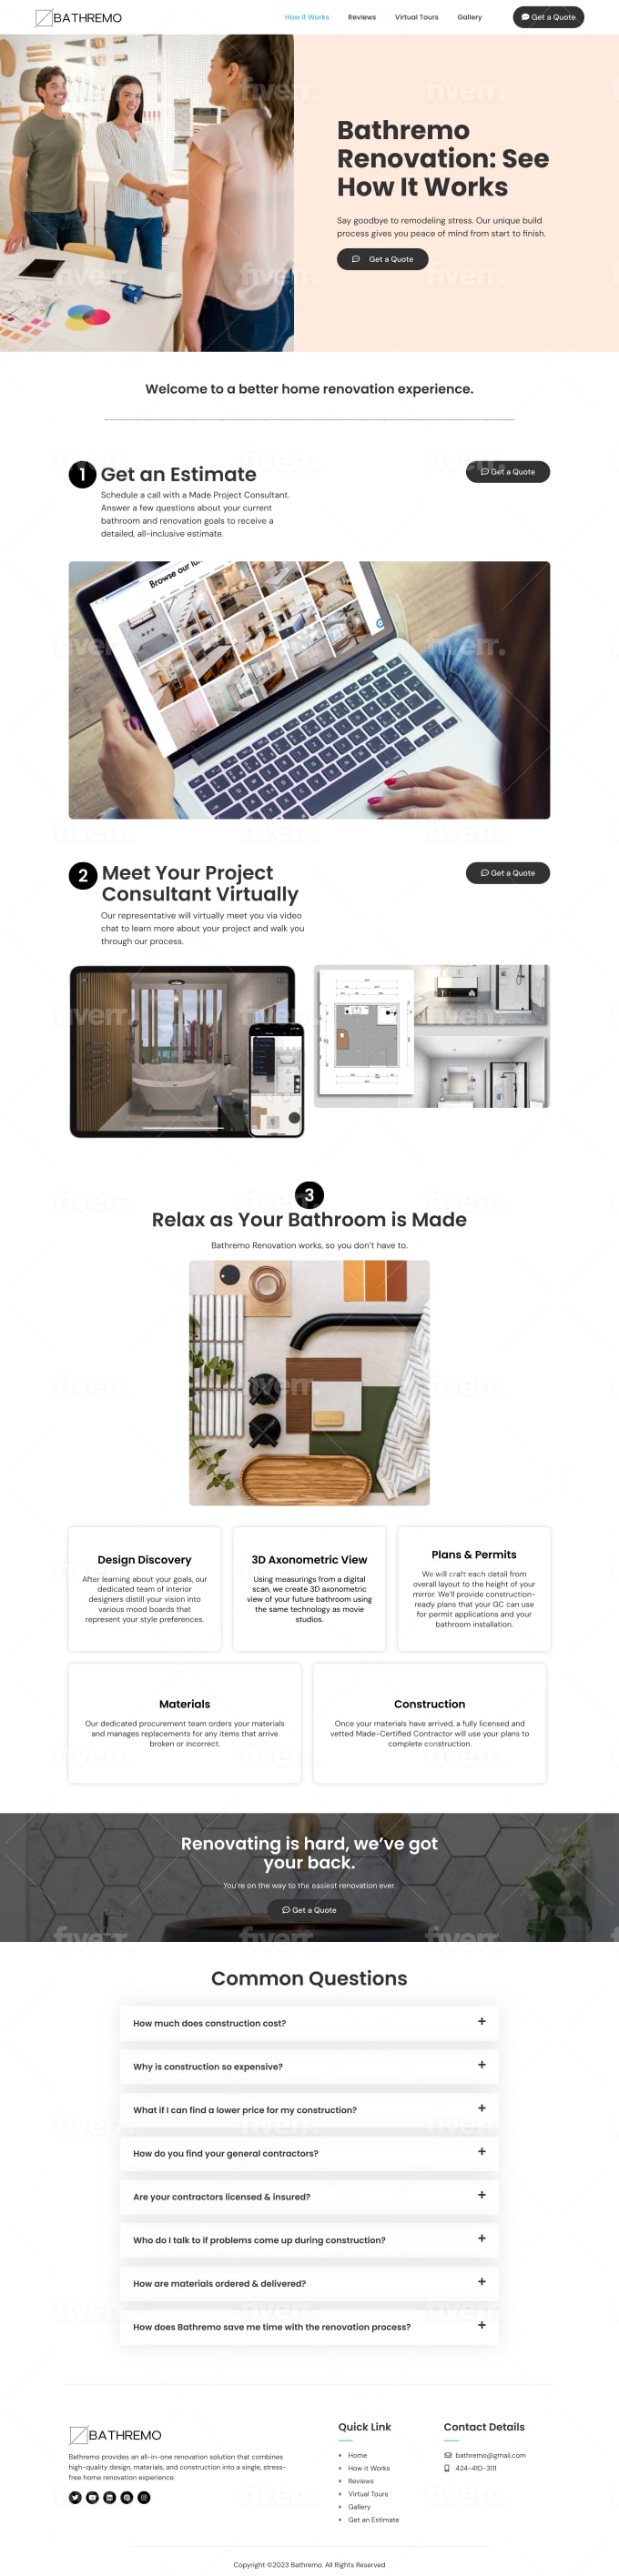 BATHREMO
How it Works Reviews Virtual Tours Gallery Get a Quote
Bathremo
Renovation: See
How It Works
Say goodbye to remodeling stress. Our unique build
process gives you peace of mind from start to finish.
Get a Quote
fiverr.
Welcome to a better home renovation experience.
1 Get an Estimate
Get a Quote
Schedule a call with a Made Project Consultant.
Answer a few questions about your current
bathroom and renovation goals to receive a
detailed, all-inclusive estimate.
Browse our
2 Meet Your Project
Consultant Virtually
Get a Quote
Our representative will virtually meet you via video
chat to learn more about your project and walk you
through our process.
3
Relax as Your Bathroom is Made
Bathremo Renovation works, so you don't have to.
Design Discovery
After learning about your goals, our
dedicated team of interior
designers distill your vision into
various mood boards that
represent your style preferences.
3D Axonometric View
Using measurings from a digital
scan, we create 3D axonometric
view of your future bathroom using
the same technology as movie
studios.
Plans & Permits
We will craft each detail from
overall layout to the height of your
mirror. We'll provide construction-
ready plans that your GC can use
for permit applications and your
bathroom installation.
Materials
Our dedicated procurement team orders your materials
and manages replacements for any items that arrive
broken or incorrect.
Construction
Once your materials have arrived, a fully licensed and
vetted Made-Certified Contractor will use your plans to
complete construction.
Renovating is hard, we've got
your back.
You're on the way to the easiest renovation ever.
Get a Quote
Common Questions
How much does construction cost?
Why is construction so expensive?
What if I can find a lower price for my construction?
How do you find your general contractors?
Are your contractors licensed & insured?
Who do I talk to if problems come up during construction?
How are materials ordered & delivered?
How does Bathremo save me time with the renovation process?
BATHREMO
Bathremo provides an all-in-one renovation solution that combines
high-quality design, materials, and construction into a single, stress-
free home renovation experience.
Quick Link
Home
How it Works
Reviews
Virtual Tours
Gallery
Get an Estimate
Contact Details
bathremo@gmail.com
424-410-3111
Copyright ©2023 Bathremo. All Rights Reserved